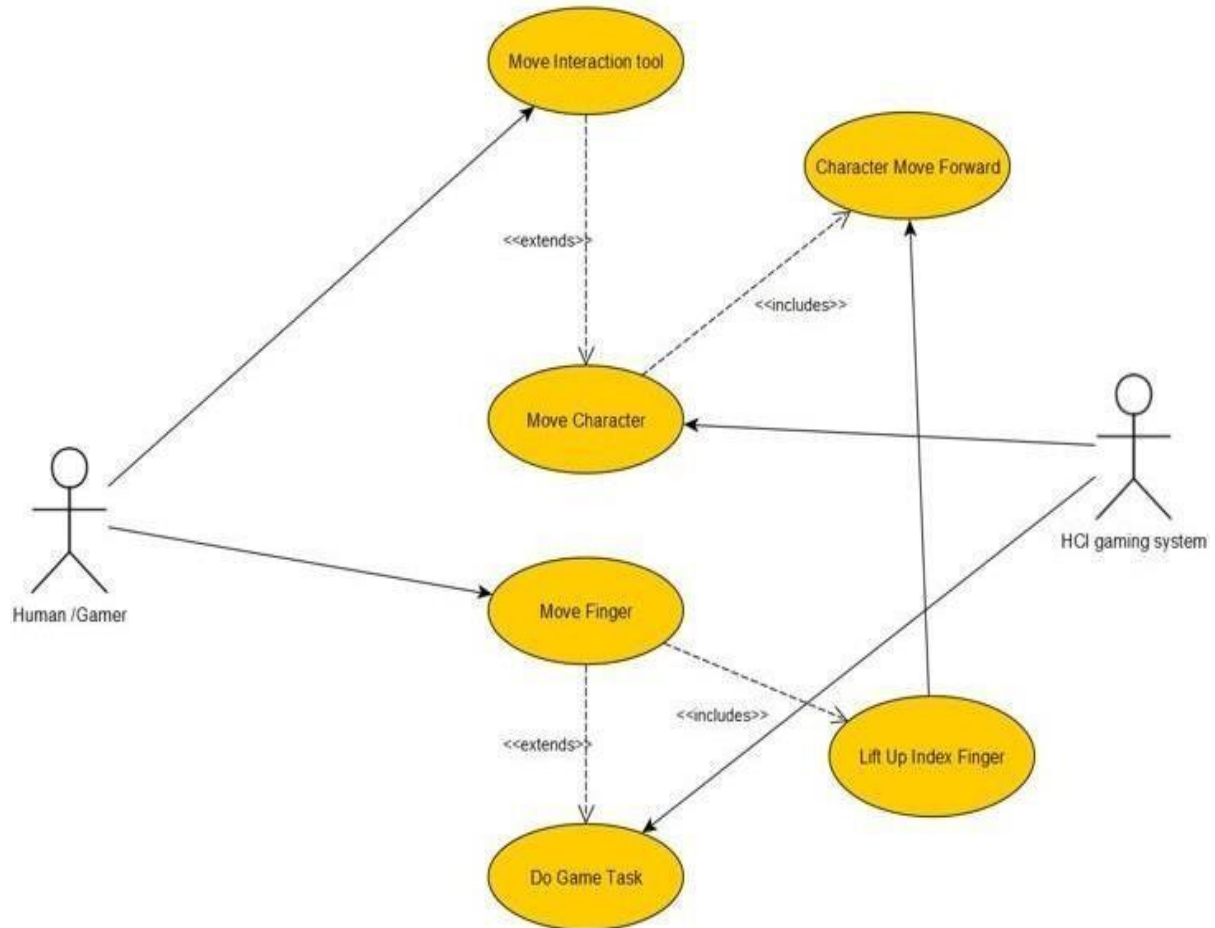 Move Interaction tool
Character Move Forward
<<extends>>
<<includes>>
Move Character
HCI gaming system
Human /Gamer
Move Finger
<<includes>>
<<extends>>
Lift Up Index Finger
Do Game Task